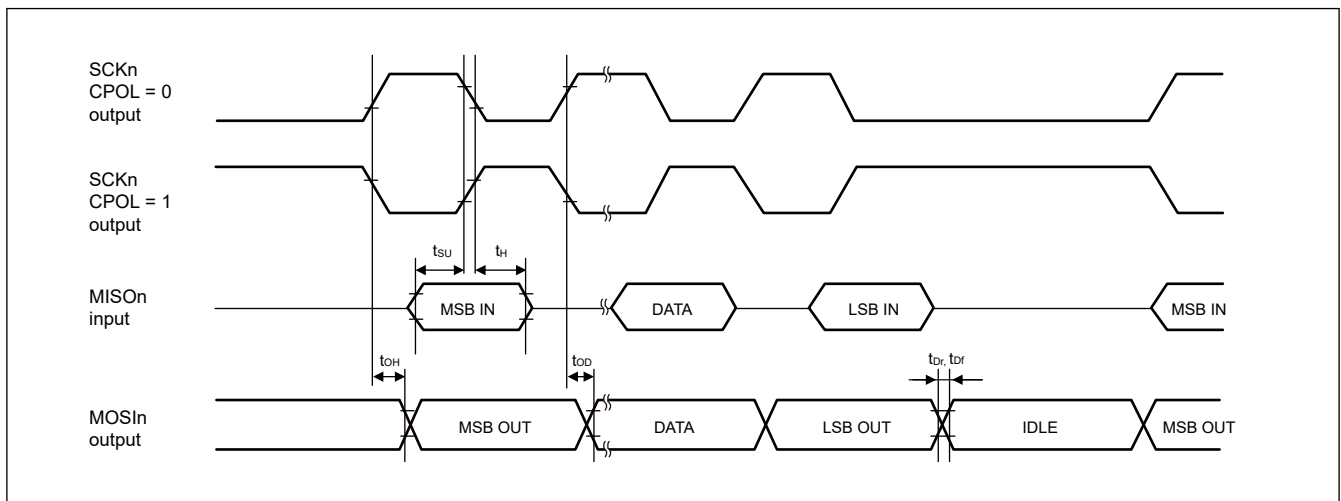 SCKn
CPOL = 0
output
SCKn
CPOL = 1
output
tSU
tH
MISOn
input
MSB IN
DATA
LSB IN
MSB IN
tOH
tOD
tDr, tDf
MOSIn
output
MSB OUT
DATA
LSB OUT
IDLE
MSB OUT